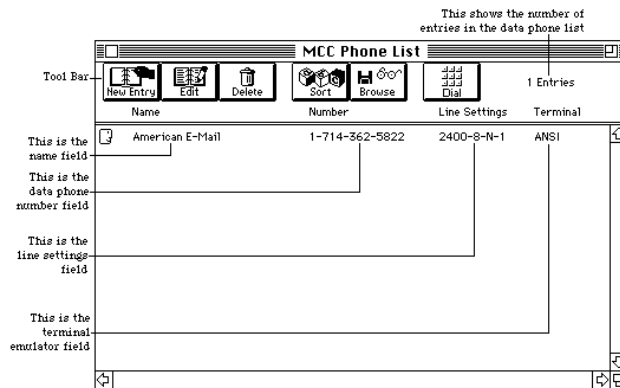 This shows the number of
entries in the data phone list
MCC Phone List
Tool Bar
New Entry
Edit
Delete
Sort
Browse
Dial
1 Entries
Name
Number
Line Settings
Terminal
American E-Mail
1-714-362-5822
2400-8-N-1
ANSI
This is the
name field
This is the
data phone
number field
This is the
line settings
field
This is the
terminal
emulator field